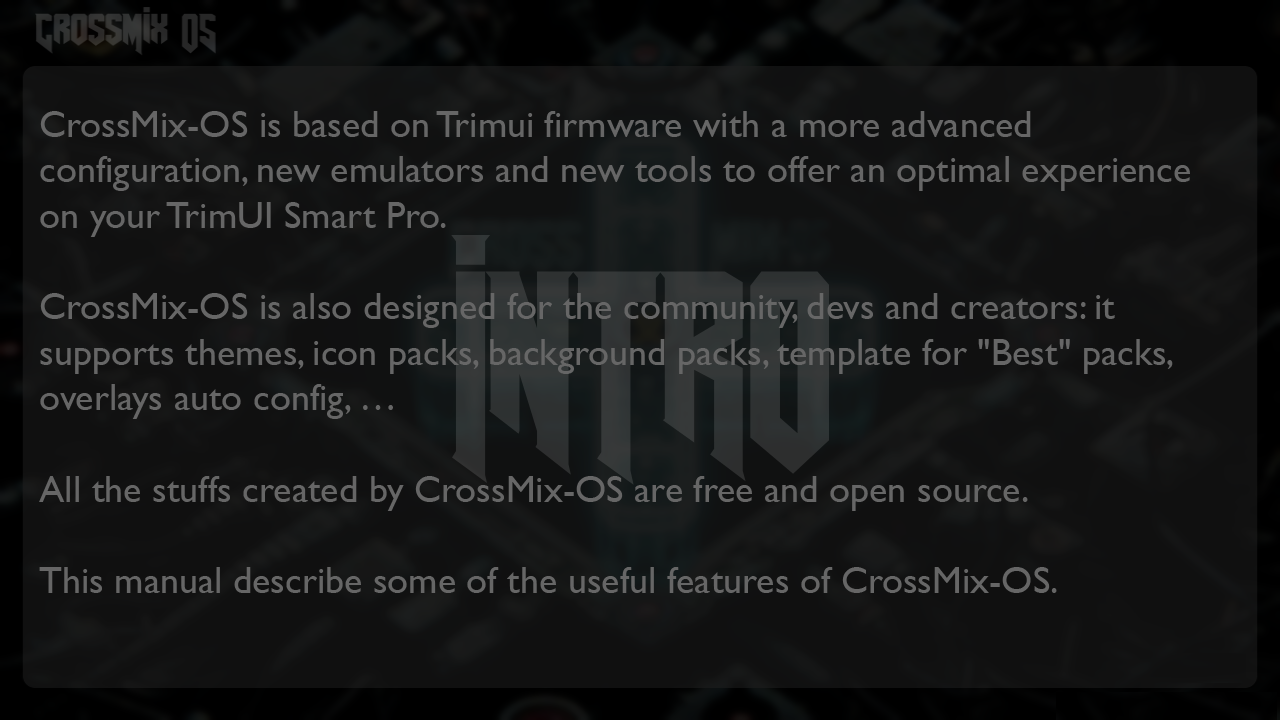 CROSSMIX OS
CrossMix-OS is based on Trimui firmware with a more advanced
configuration, new emulators and new tools to offer an optimal experience
on your TrimUI Smart Pro.
INTRO
CrossMix-OS is also designed for the community, devs and creators: it
supports themes, icon packs, background packs, template for "Best" packs,
overlays auto config, …
All the stuffs created by CrossMix-OS are free and open source.
This manual describe some of the useful features of CrossMix-OS.